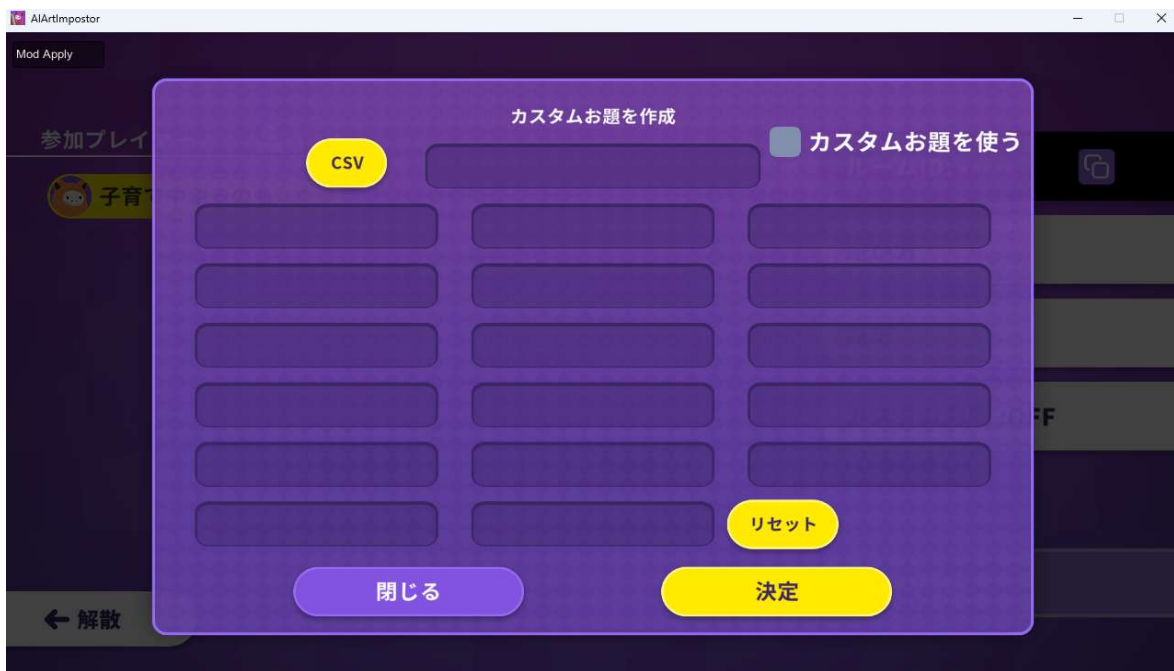 AIArtImpostor
Mod Apply
カスタムお題を作成
カスタムお題を使う
参加プレイ
CSV
子育て
FF
リセット
閉じる
決定
解散